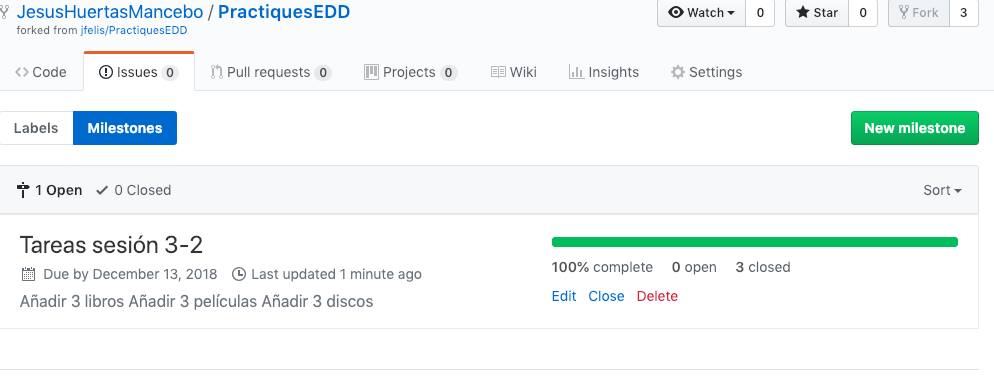 JesusHuertasMancebo / PractiquesEDD
Watch 0 Star 0 Fork 3
forked from jfelis/PractiquesEDD
Code Issues 0 Pull requests 0 Projects 0 Wiki Insights Settings
Labels Milestones New milestone
1 Open 0 Closed Sort
Tareas sesión 3-2
Due by December 13, 2018 Last updated 1 minute ago
Añadir 3 libros Añadir 3 películas Añadir 3 discos
100% complete 0 open 3 closed
Edit Close Delete